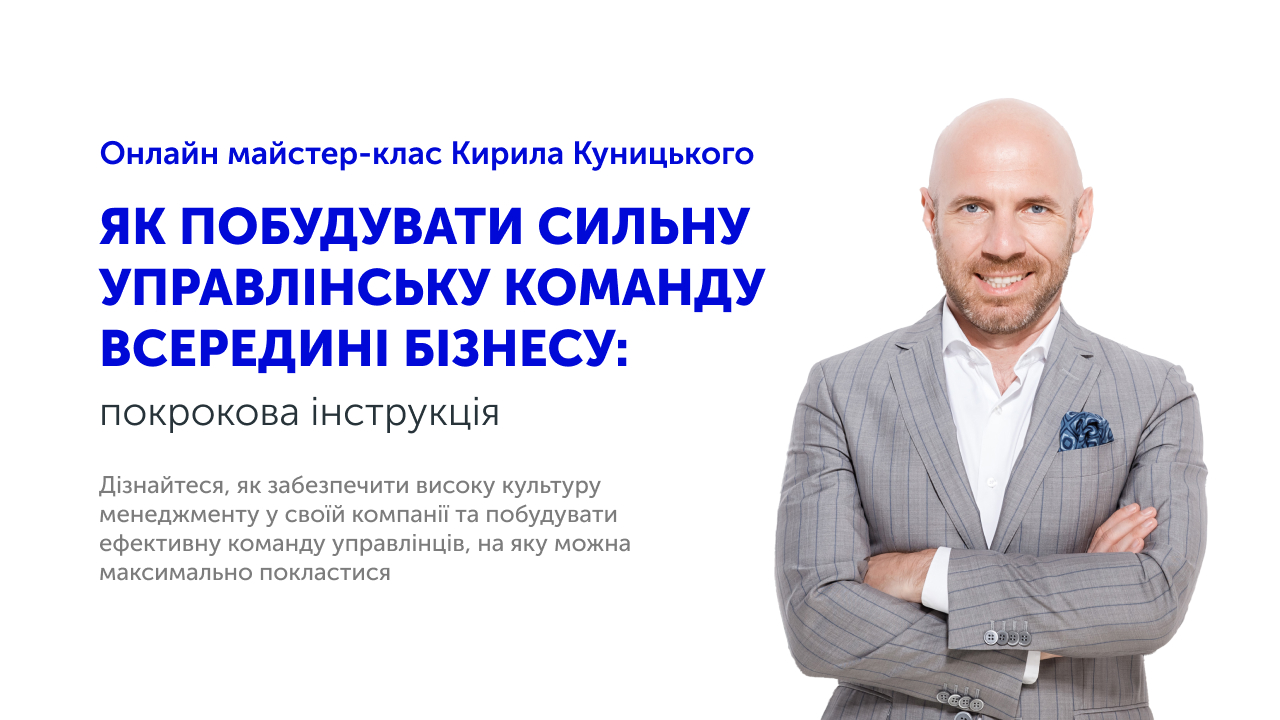 Онлайн майстер-клас Кирила Куницького
ЯК ПОБУДУВАТИ СИЛЬНУ
УПРАВЛІНСЬКУ КОМАНДУ
ВСЕРЕДИНІ БІЗНЕСУ:
покрокова інструкція
Дізнайтеся, як забезпечити високу культуру
менеджменту у своїй компанії та побудувати
ефективну команду управлінців, на яку можна
максимально покластися